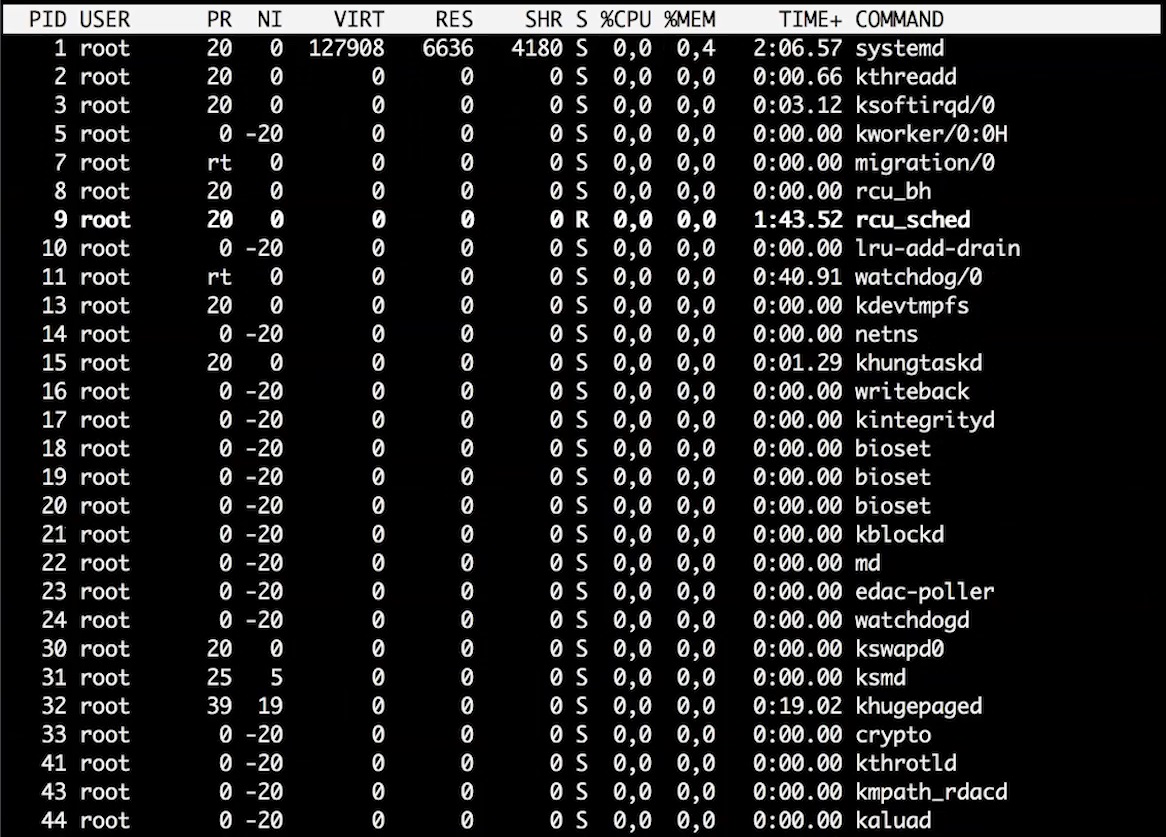 PID USER PR NI VIRT RES SHR S %CPU %MEM TIME+ COMMAND
1 root 20 0 127908 6636 4180 S 0,0 0,4 2:06.57 systemd
2 root 20 0 0 0 0 S 0,0 0,0 0:00.66 kthreadd
3 root 20 0 0 0 0 S 0,0 0,0 0:03.12 ksoftirqd/0
5 root 0 -20 0 0 0 S 0,0 0,0 0:00.00 kworker/0:0H
7 root rt 0 0 0 0 S 0,0 0,0 0:00.00 migration/0
8 root 20 0 0 0 0 S 0,0 0,0 0:00.00 rcu_bh
9 root 20 0 0 0 0 R 0,0 0,0 1:43.52 rcu_sched
10 root 0 -20 0 0 0 S 0,0 0,0 0:00.00 lru-add-drain
11 root rt 0 0 0 0 S 0,0 0,0 0:40.91 watchdog/0
13 root 20 0 0 0 0 S 0,0 0,0 0:00.00 kdevtmpfs
14 root 0 -20 0 0 0 S 0,0 0,0 0:00.00 netns
15 root 20 0 0 0 0 S 0,0 0,0 0:01.29 khungtaskd
16 root 0 -20 0 0 0 S 0,0 0,0 0:00.00 writeback
17 root 0 -20 0 0 0 S 0,0 0,0 0:00.00 kintegrityd
18 root 0 -20 0 0 0 S 0,0 0,0 0:00.00 bioset
19 root 0 -20 0 0 0 S 0,0 0,0 0:00.00 bioset
20 root 0 -20 0 0 0 S 0,0 0,0 0:00.00 bioset
21 root 0 -20 0 0 0 S 0,0 0,0 0:00.00 kblockd
22 root 0 -20 0 0 0 S 0,0 0,0 0:00.00 md
23 root 0 -20 0 0 0 S 0,0 0,0 0:00.00 edac-poller
24 root 0 -20 0 0 0 S 0,0 0,0 0:00.00 watchdogd
30 root 20 0 0 0 0 S 0,0 0,0 0:00.00 kswapd0
31 root 25 5 0 0 0 S 0,0 0,0 0:00.00 ksmd
32 root 39 19 0 0 0 S 0,0 0,0 0:19.02 khugepaged
33 root 0 -20 0 0 0 S 0,0 0,0 0:00.00 crypto
41 root 0 -20 0 0 0 S 0,0 0,0 0:00.00 kthrotld
43 root 0 -20 0 0 0 S 0,0 0,0 0:00.00 kmpath_rdacd
44 root 0 -20 0 0 0 S 0,0 0,0 0:00.00 kaluad